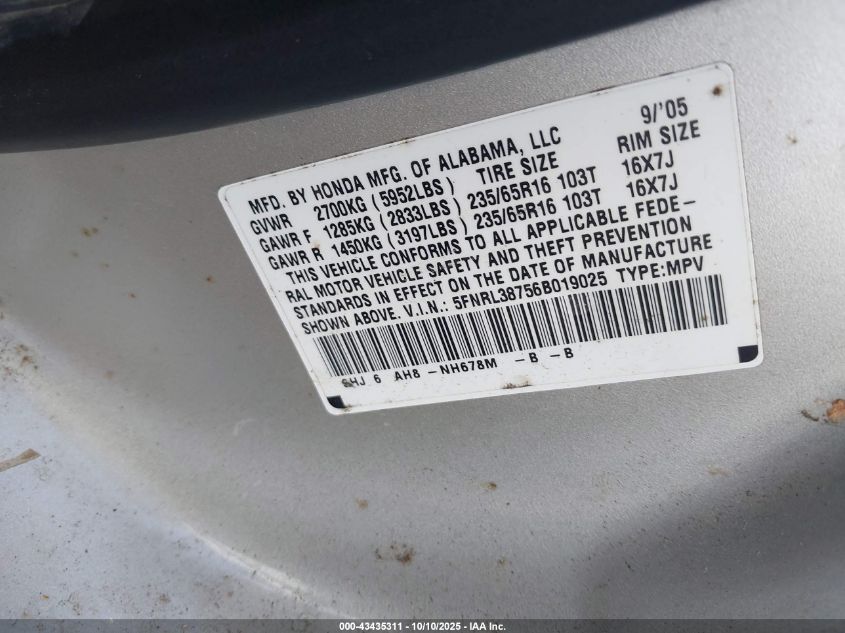 MFD. BY HONDA MFG. OF ALABAMA, LLC 9/'05
GVWR 2700KG (5952LBS) TIRE SIZE RIM SIZE
GAWR F 1285KG (2833LBS) 235/65R16 103T 16X7J
GAWR R 1450KG (3197LBS) 235/65R16 103T 16X7J
THIS VEHICLE CONFORMS TO ALL APPLICABLE FEDE-
RAL MOTOR VEHICLE SAFETY AND THEFT PREVENTION
STANDARDS IN EFFECT ON THE DATE OF MANUFACTURE
SHOWN ABOVE. V.I.N.: 5FNRL38756B019025 TYPE:MPV
SHJ 6 AH8 - NH678M - B - B
000-43435311 - 10/10/2025 - IAA Inc.